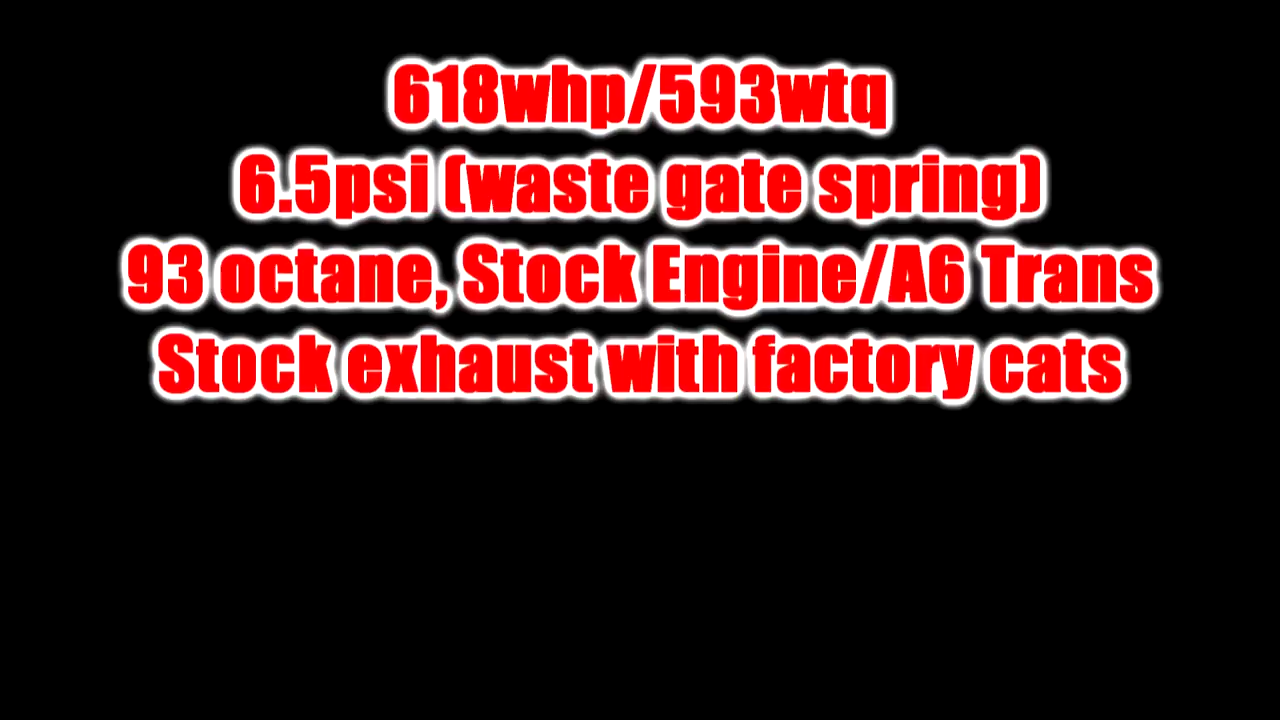 618whp/593wtq
6.5psi (waste gate spring)
93 octane, Stock Engine/A6 Trans
Stock exhaust with factory cats